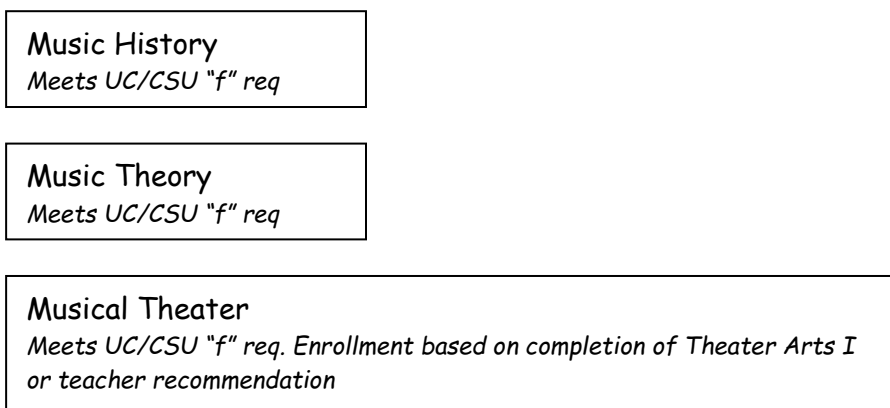 Music History
Meets UC/CSU “f” req
Music Theory
Meets UC/CSU “f” req
Musical Theater
Meets UC/CSU “f” req. Enrollment based on completion of Theater Arts I
or teacher recommendation